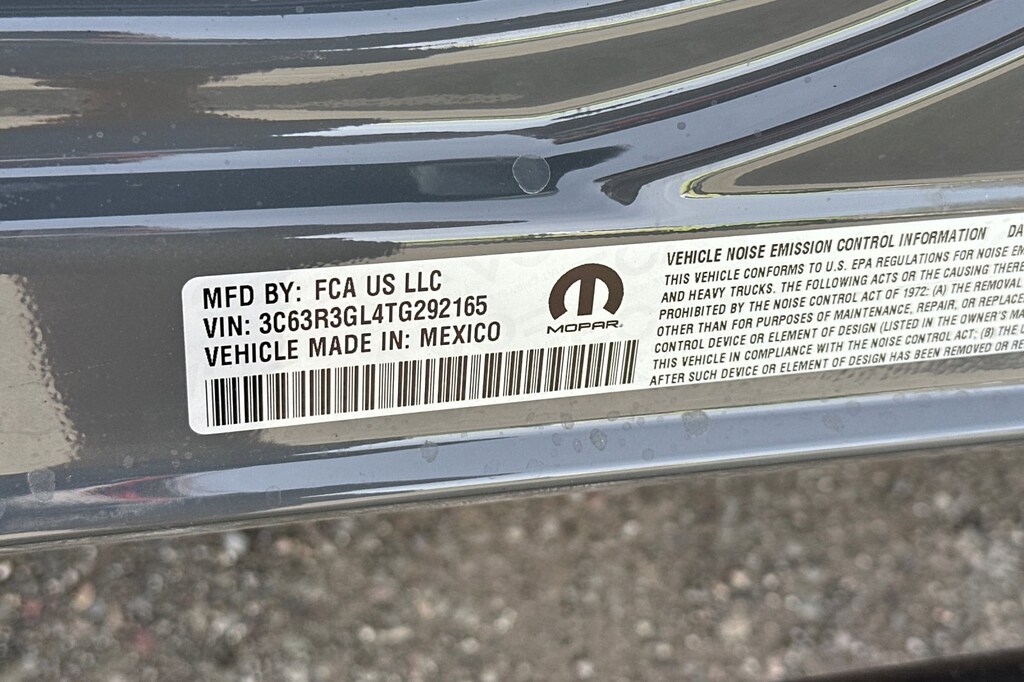 MFD BY: FCA US LLC
VIN: 3C63R3GL4TG292165
VEHICLE MADE IN: MEXICO
MOPAR
VEHICLE NOISE EMISSION CONTROL INFORMATION DA
THIS VEHICLE CONFORMS TO U.S. EPA REGULATIONS FOR NOISE EM
AND HEAVY TRUCKS. THE FOLLOWING ACTS OR THE CAUSING THERE
PROHIBITED BY THE NOISE CONTROL ACT OF 1972: (A) THE REMOVAL
OTHER THAN FOR PURPOSES OF MAINTENANCE, REPAIR, OR REPLACE
CONTROL DEVICE OR ELEMENT OF DESIGN (LISTED IN THE OWNER'S MA
THIS VEHICLE IN COMPLIANCE WITH THE NOISE CONTROL ACT; (B) THE
AFTER SUCH DEVICE OR ELEMENT OF DESIGN HAS BEEN REMOVED OR RE